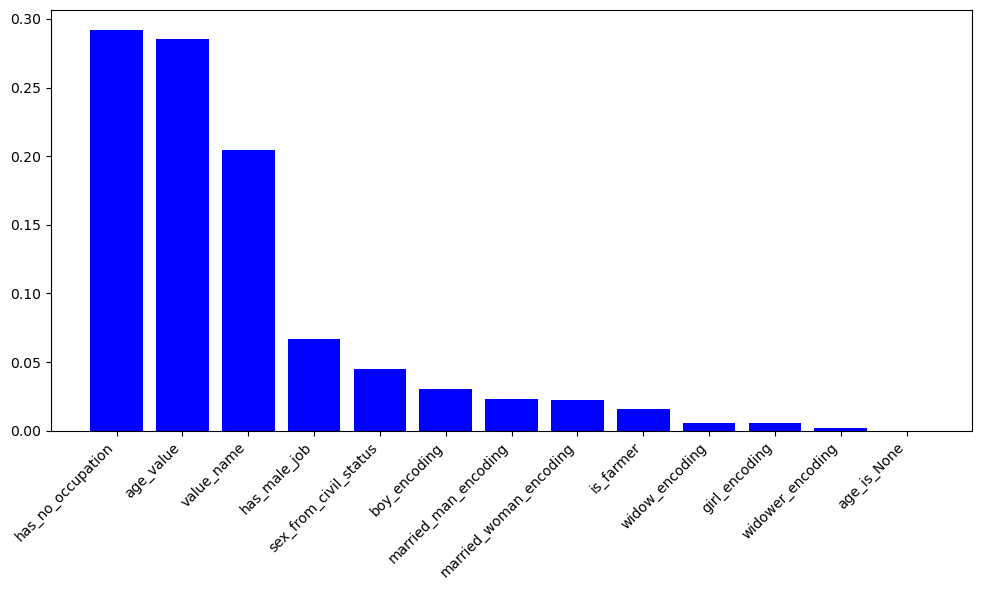 0.30
0.25
0.20
0.15
0.10
0.05
0.00
has_no_occupation
age_value
value_name
has_male_job
sex_from_civil_status
boy_encoding
married_man_encoding
married_woman_encoding
is_farmer
widow_encoding
girl_encoding
widower_encoding
age_is_None